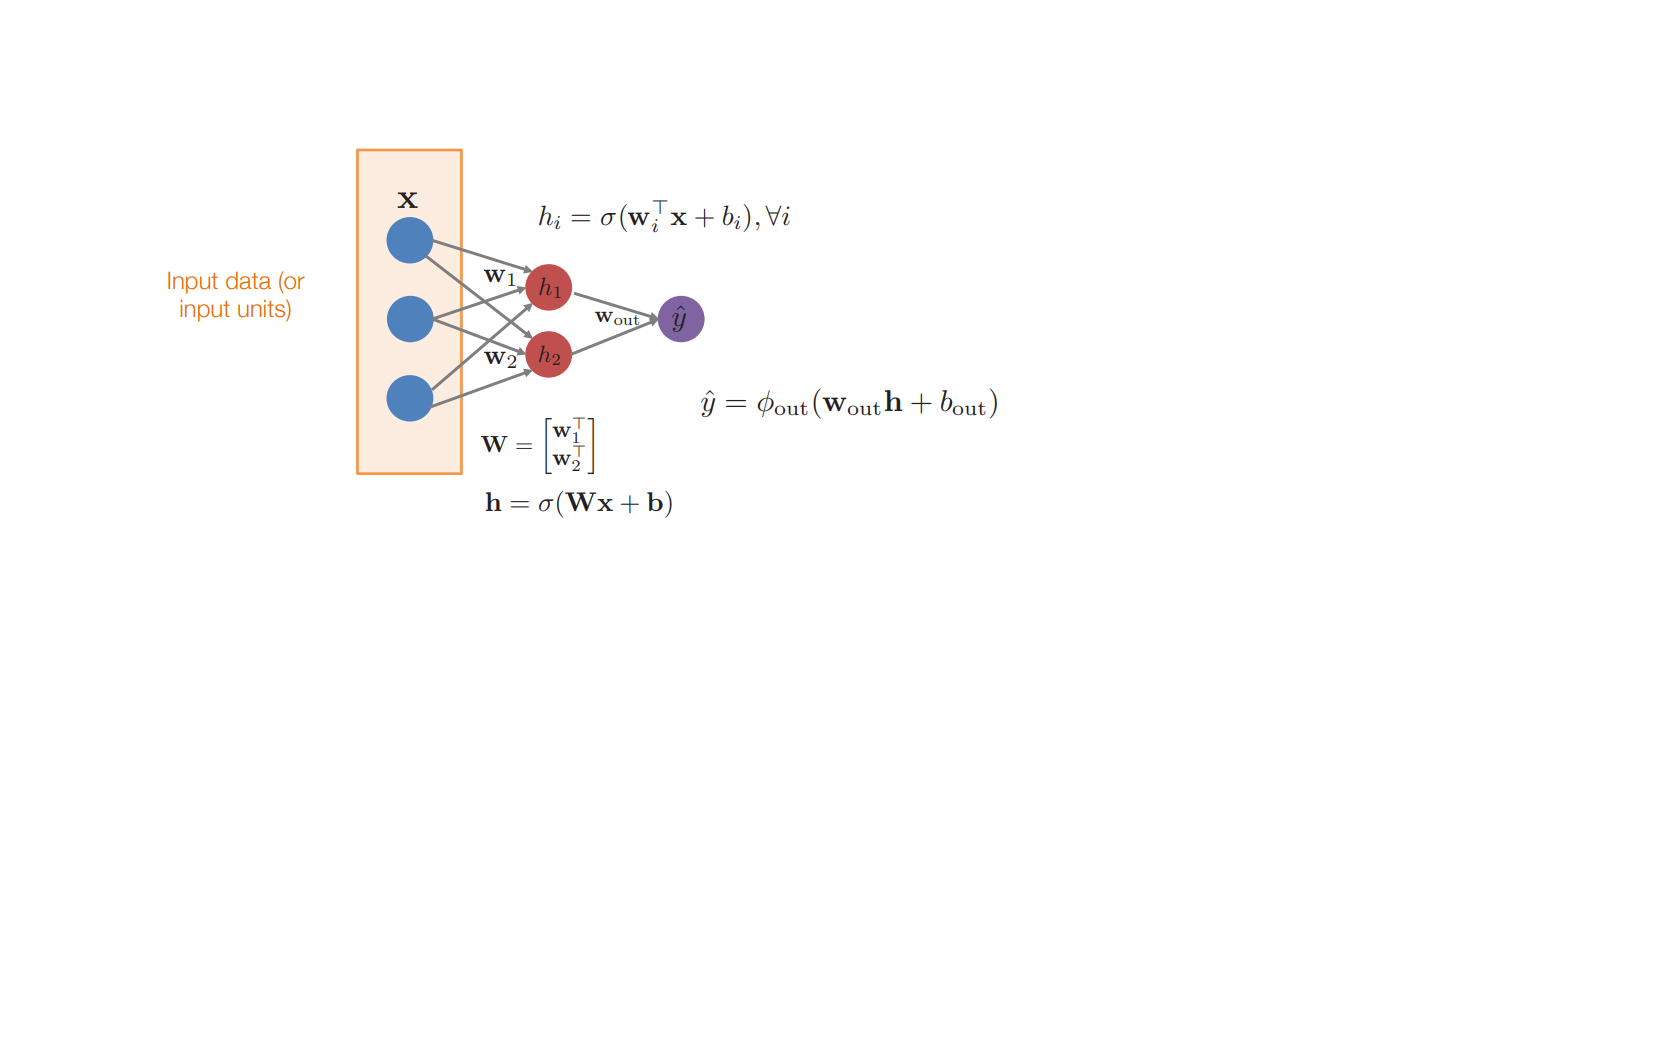 x
h_i = σ(w_i^⊤ x + b_i), ∀i
Input data (or
input units)
w_1
h_1
w_out
ŷ
w_2
h_2
ŷ = ϕ_out(w_out h + b_out)
W = [w_1^⊤
w_2^⊤]
h = σ(Wx + b)